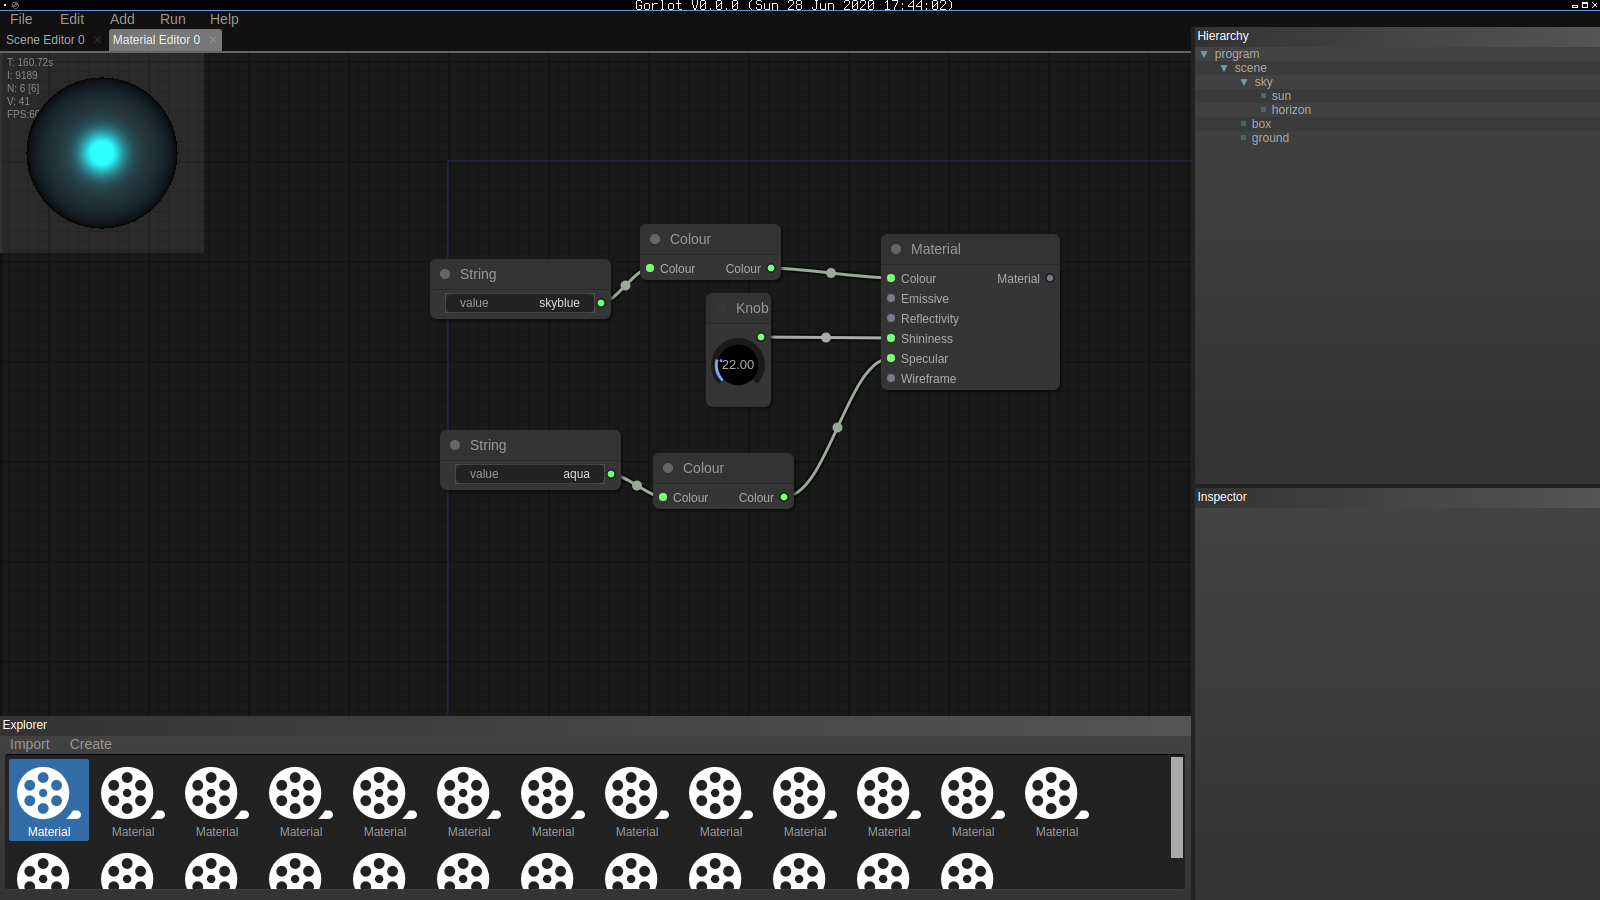 Gorlot V0.0.0 (Sun 28 Jun 2020 17:44:02)
File Edit Add Run Help
Scene Editor 0 Material Editor 0
T: 160.72s
I: 9189
N: 6 [6]
V: 41
FPS:60
String
value skyblue
Colour
Colour Colour
Knob
22.00
Material
Colour Material
Emissive
Reflectivity
Shininess
Specular
Wireframe
String
value aqua
Colour
Colour Colour
Hierarchy
program
scene
sky
sun
horizon
box
ground
Inspector
Explorer
Import Create
Material Material Material Material Material Material Material Material Material Material Material Material Material